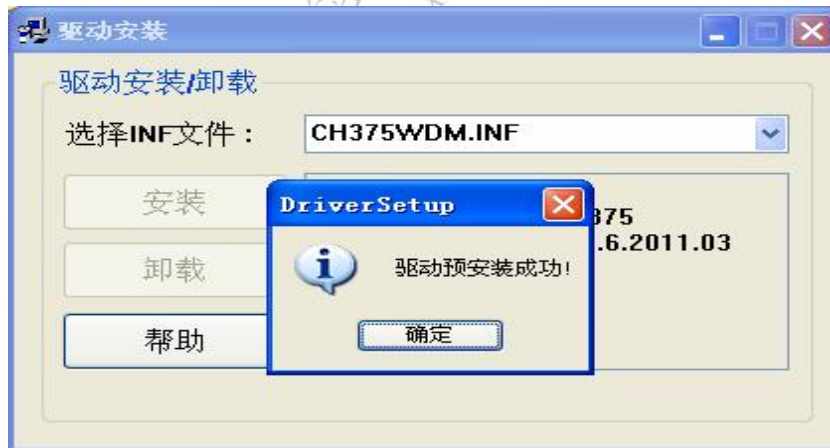 驱动安装
驱动安装/卸载
选择INF文件：
CH375WDM.INF
安装
DriverSetup
375
.6.2011.03
卸载
驱动预安装成功!
帮助
确定